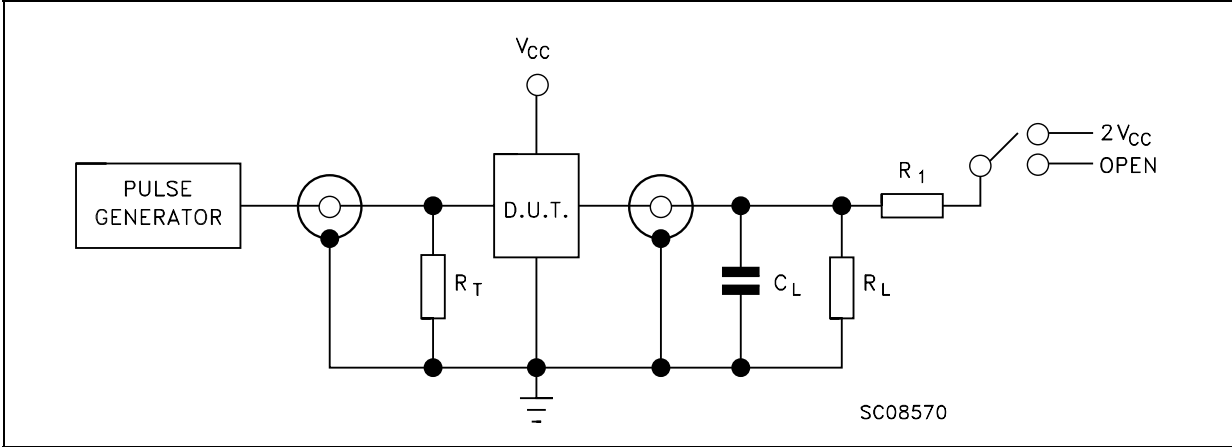 VCC
2VCC
OPEN
R1
PULSE
GENERATOR
D.U.T.
RT
CL
RL
SC08570